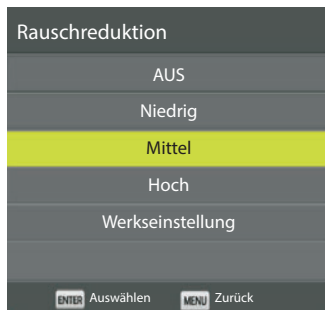 Rauschreduktion
AUS
Niedrig
Mittel
Hoch
Werkseinstellung
ENTER Auswählen MENU Zurück